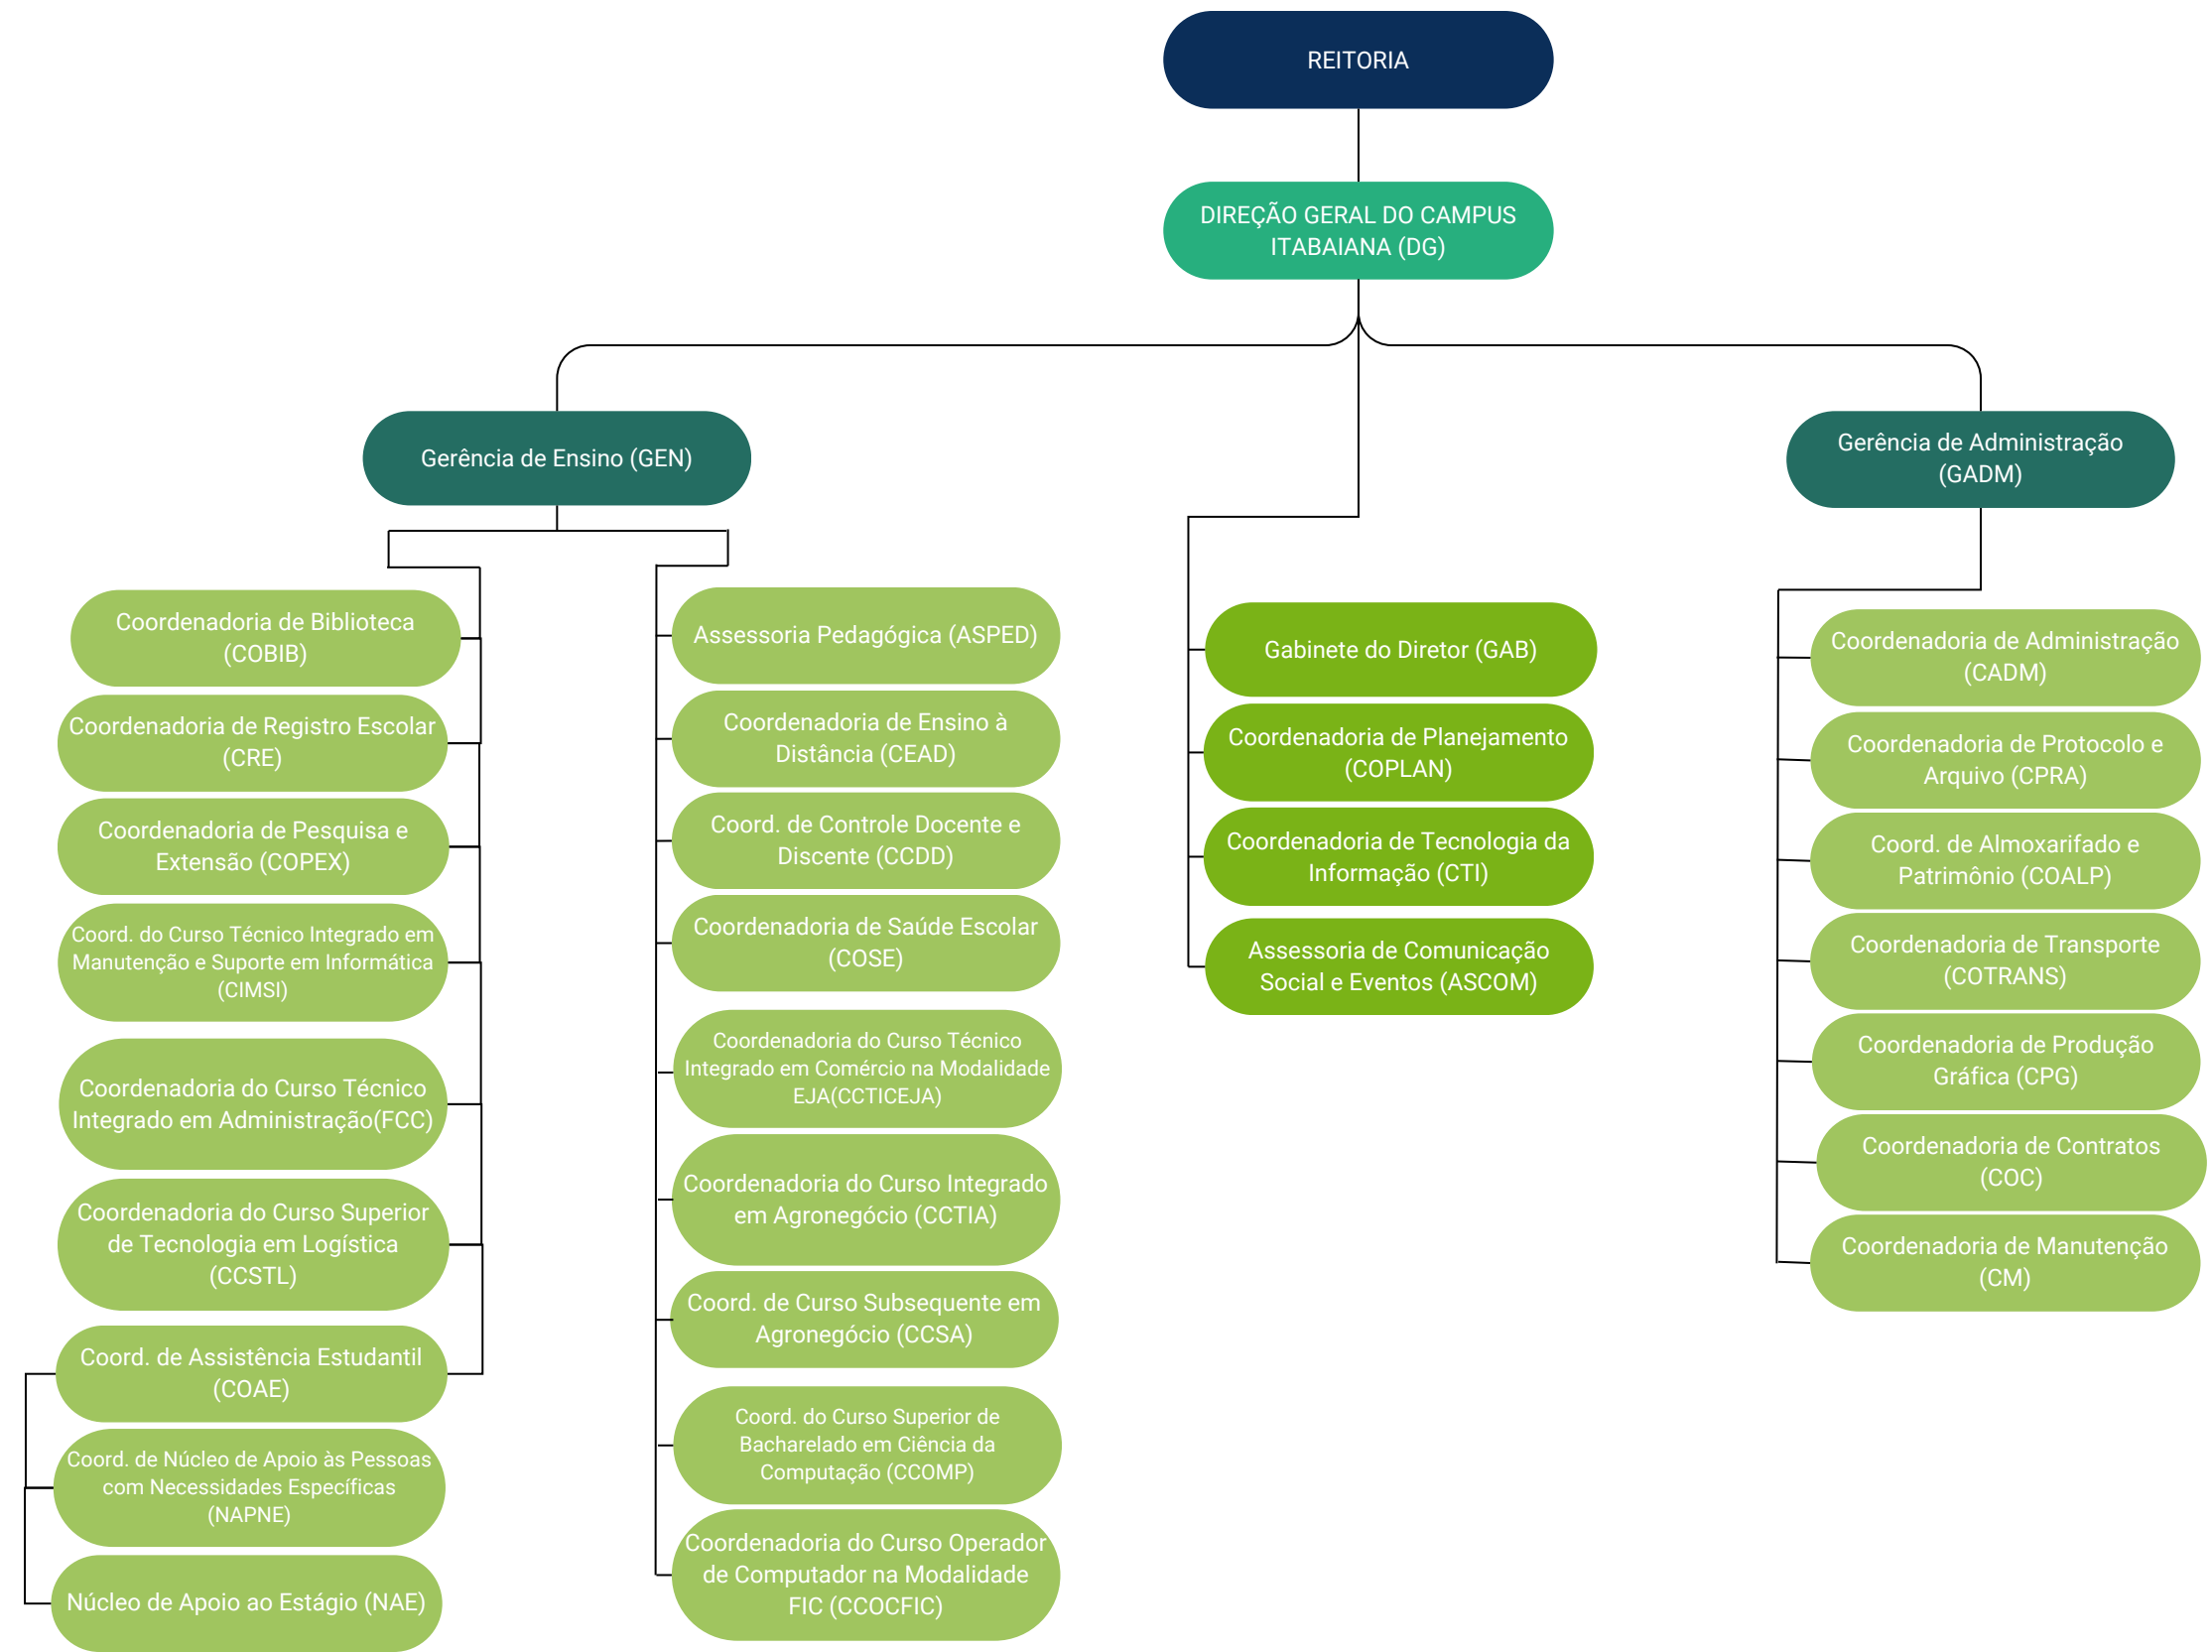 REITORIA
DIREÇÃO GERAL DO CAMPUS
ITABAIANA (DG)
Gerência de Ensino (GEN)
Gerência de Administração
(GADM)
Coordenadoria de Biblioteca
(COBIB)
Coordenadoria de Registro Escolar
(CRE)
Coordenadoria de Pesquisa e
Extensão (COPEX)
Coord. do Curso Técnico Integrado em
Manutenção e Suporte em Informática
(CIMSI)
Coordenadoria do Curso Técnico
Integrado em Administração(FCC)
Coordenadoria do Curso Superior
de Tecnologia em Logística
(CCSTL)
Coord. de Assistência Estudantil
(COAE)
Coord. de Núcleo de Apoio às Pessoas
com Necessidades Específicas
(NAPNE)
Núcleo de Apoio ao Estágio (NAE)
Assessoria Pedagógica (ASPED)
Coordenadoria de Ensino à
Distância (CEAD)
Coord. de Controle Docente e
Discente (CCDD)
Coordenadoria de Saúde Escolar
(COSE)
Coordenadoria do Curso Técnico
Integrado em Comércio na Modalidade
EJA(CCTICEJA)
Coordenadoria do Curso Integrado
em Agronegócio (CCTIA)
Coord. de Curso Subsequente em
Agronegócio (CCSA)
Coord. do Curso Superior de
Bacharelado em Ciência da
Computação (CCOMP)
Coordenadoria do Curso Operador
de Computador na Modalidade
FIC (CCOCFIC)
Gabinete do Diretor (GAB)
Coordenadoria de Planejamento
(COPLAN)
Coordenadoria de Tecnologia da
Informação (CTI)
Assessoria de Comunicação
Social e Eventos (ASCOM)
Coordenadoria de Administração
(CADM)
Coordenadoria de Protocolo e
Arquivo (CPRA)
Coord. de Almoxarifado e
Patrimônio (COALP)
Coordenadoria de Transporte
(COTRANS)
Coordenadoria de Produção
Gráfica (CPG)
Coordenadoria de Contratos
(COC)
Coordenadoria de Manutenção
(CM)